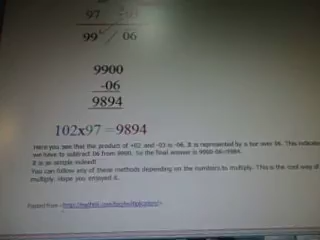 97 -03
99 / 06
9900
-06
9894
102x97 =9894
Here you see that the product of +02 and -03 is -06. It is represented by a bar over 06. This indicates
we have to subtract 06 from 9900. So the final answer is 9900-06=9894.
It is so simple indeed!
You can follow any of these methods depending on the numbers to multiply. This is the cool way of
multiply. Hope you enjoyed it.